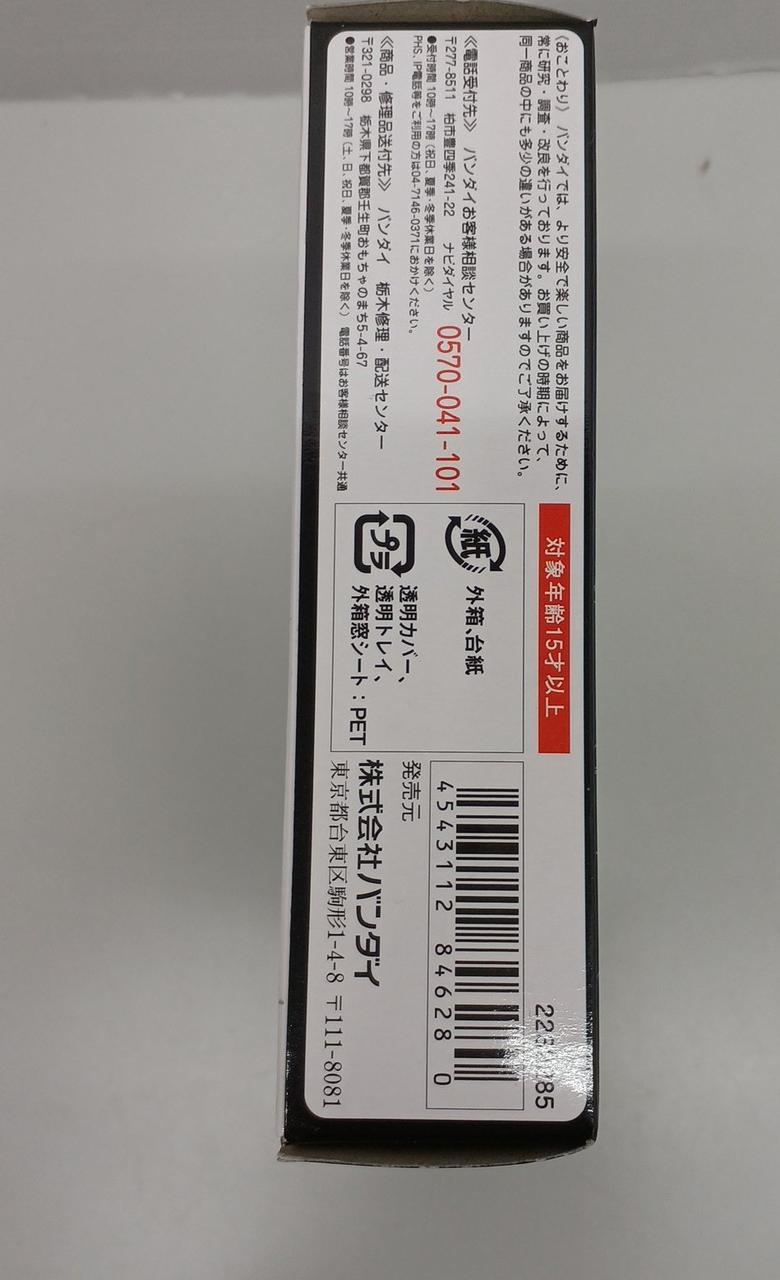 《おことわり》 バンダイでは、より安全で楽しい商品をお届けするために、
常に研究・調査・改良を行っております。お買い上げの時期によって、
同一商品の中にも多少の違いがある場合がありますのでご了承ください。
《電話受付先》 バンダイお客様相談センター
〒277-8511 柏市豊四季241-22 ナビダイヤル 0570-041-101
●受付時間 10時〜17時（祝日、夏季・冬季休業日を除く）
PHS、IP電話等をご利用の方は04-7146-0371におかけください。
《商品・修理品送付先》 バンダイ 栃木修理・配送センター
〒321-0298 栃木県下都賀郡壬生町おもちゃのまち5-4-67
●営業時間 10時〜17時（土、日、祝日、夏季・冬季休業日を除く） 電話番号はお客様相談センター共通
対象年齢15才以上
紙 外箱、台紙
プラ 透明カバー、
透明トレイ、
外箱窓シート：PET
4543112 846280
発売元
株式会社バンダイ
東京都台東区駒形1-4-8 〒111-8081